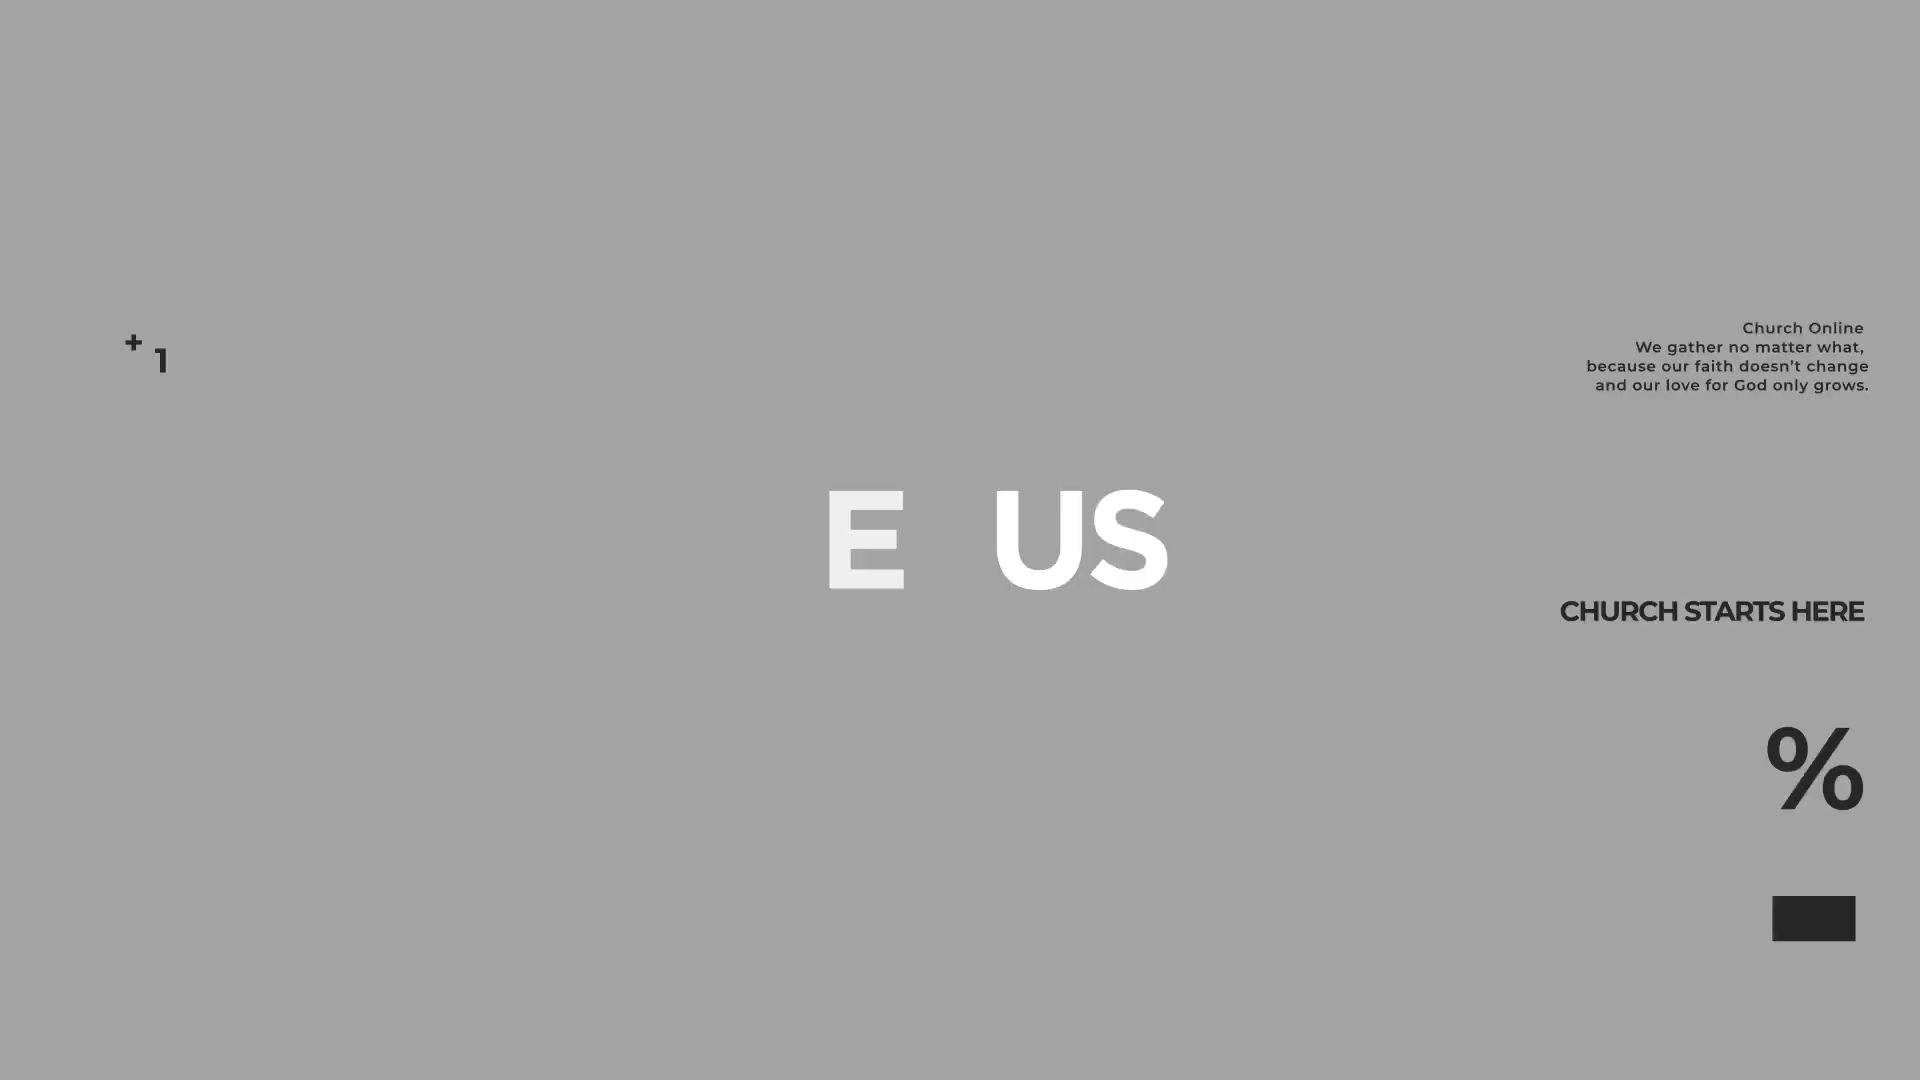 +1
Church Online
We gather no matter what,
because our faith doesn't change
and our love for God only grows.
E US
CHURCH STARTS HERE
%